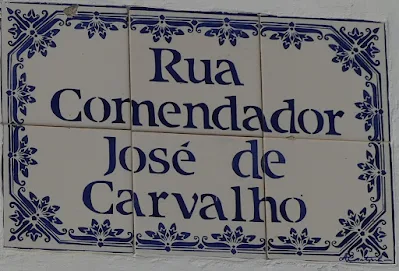 Rua
Comendador
José de
Carvalho